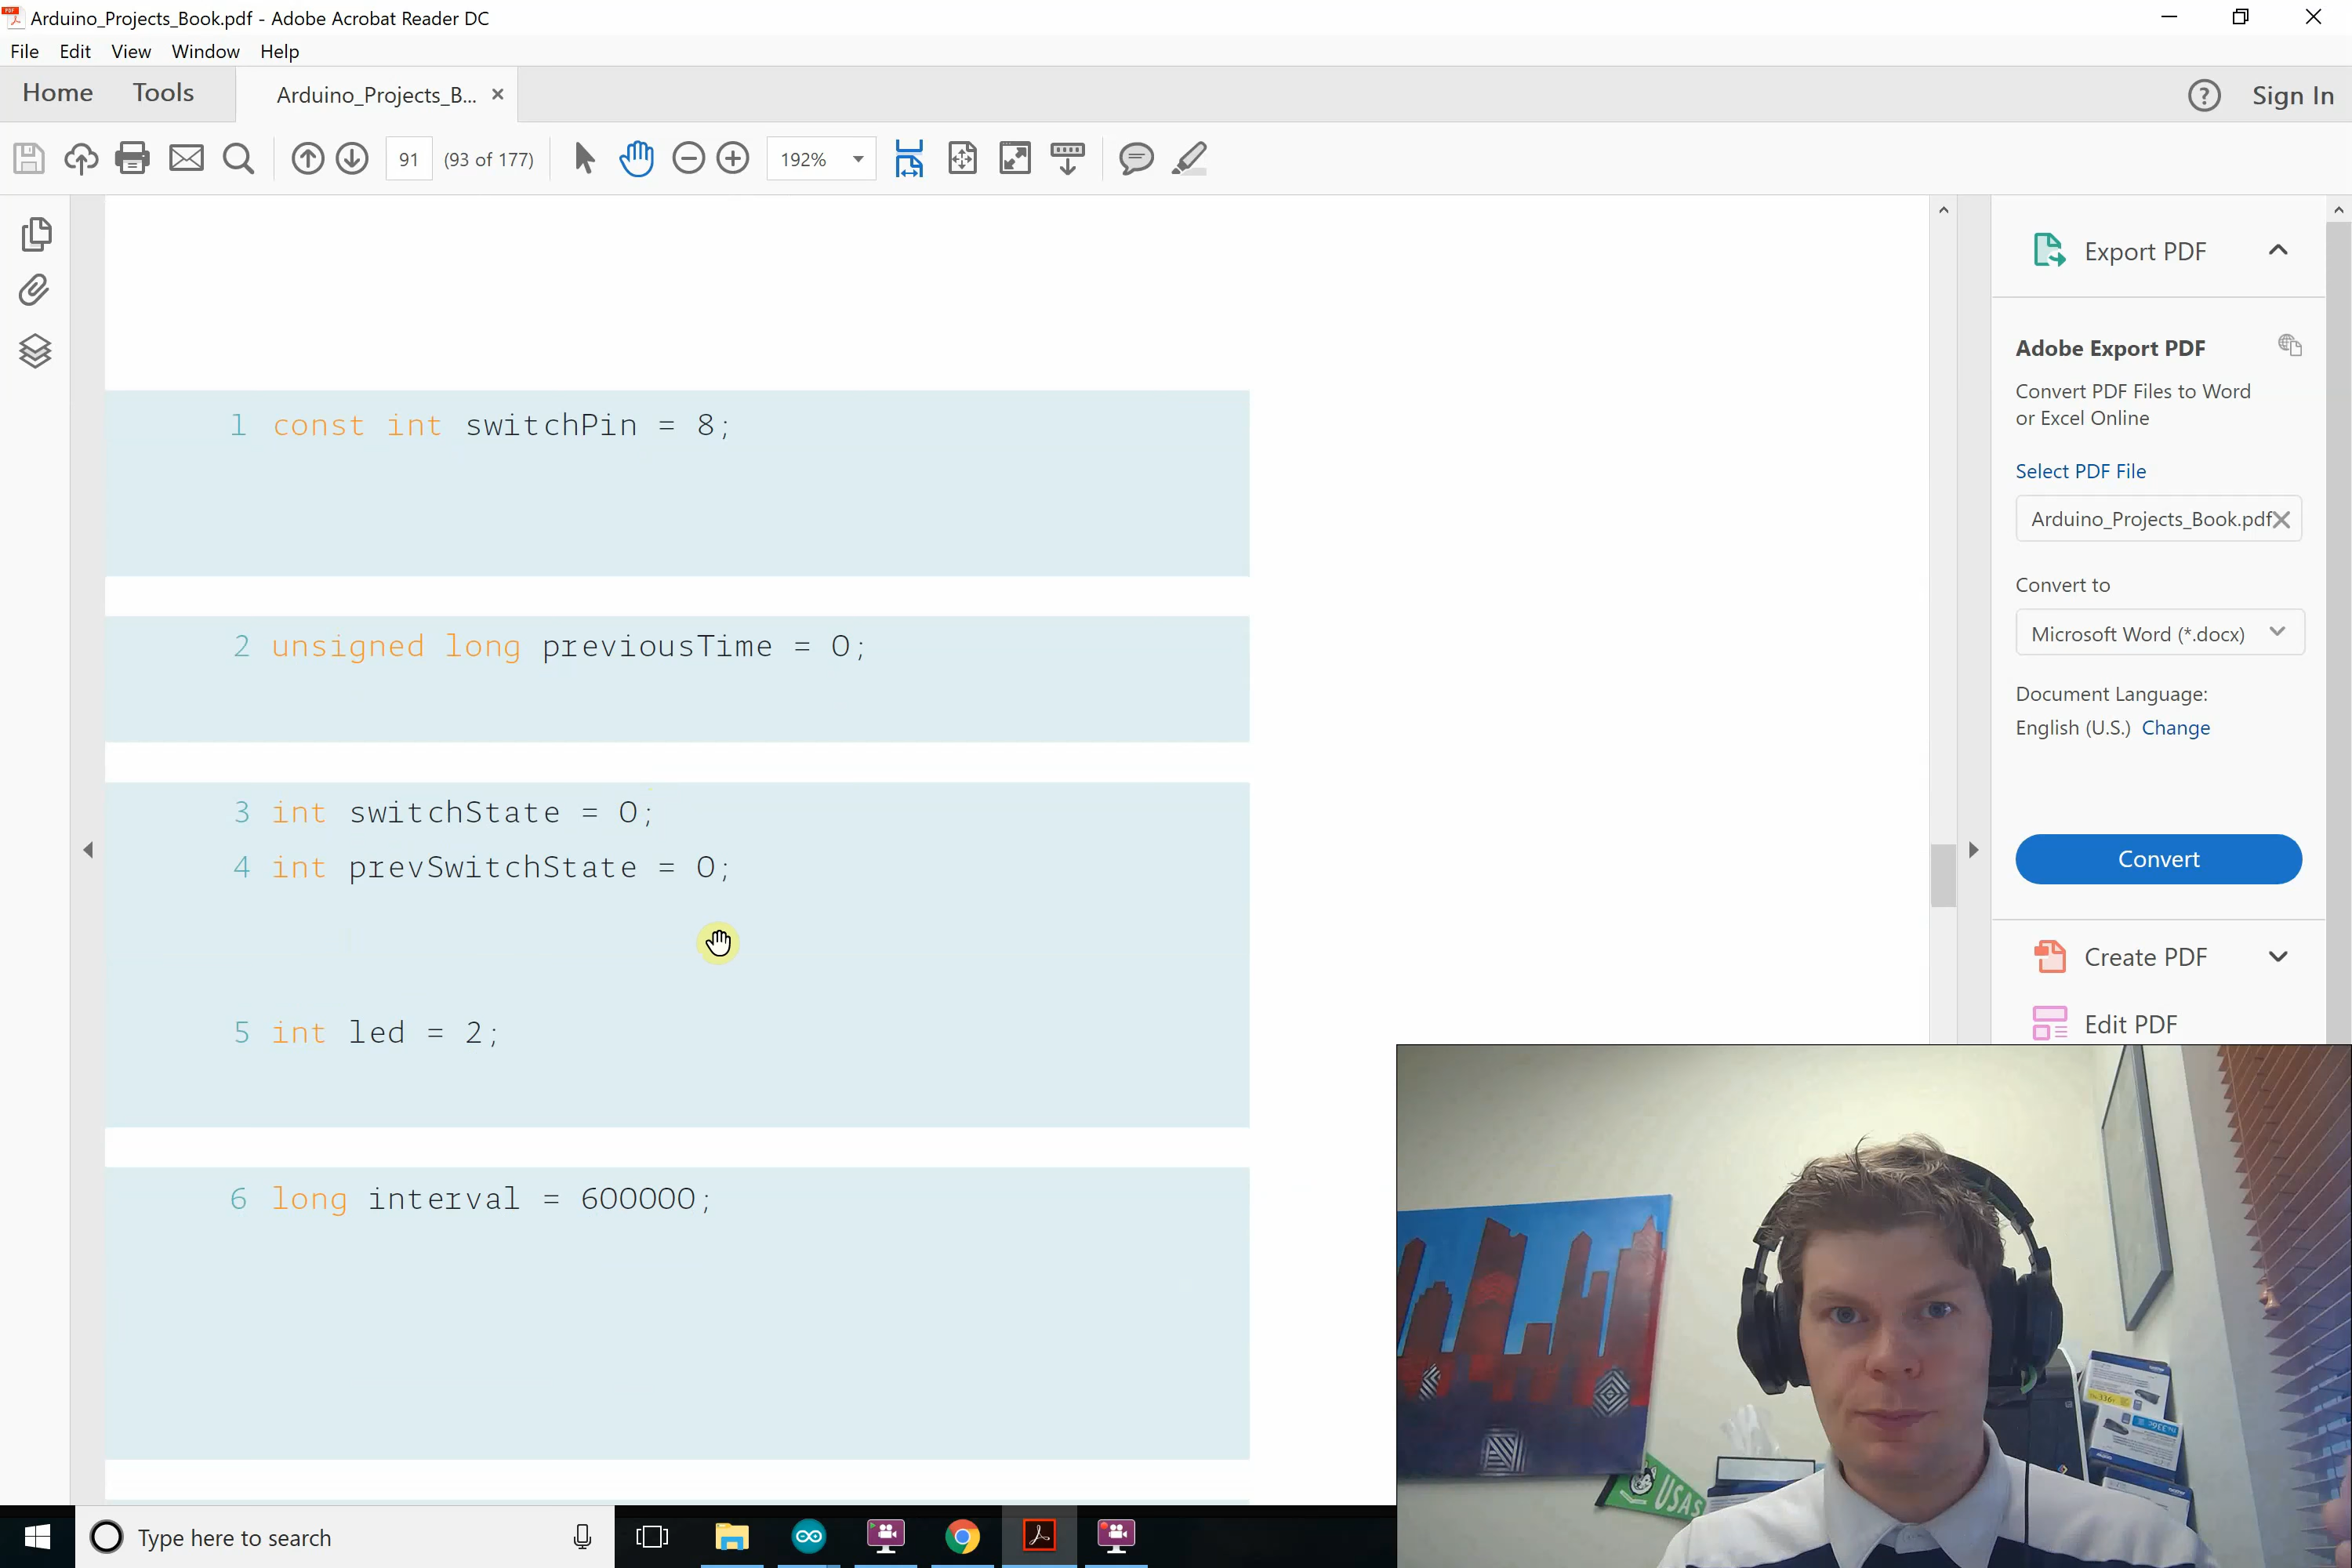 Arduino_Projects_Book.pdf - Adobe Acrobat Reader DC
File Edit View Window Help
Home Tools Arduino_Projects_B... × ? Sign In
91 (93 of 177) 192%
Export PDF
Adobe Export PDF
Convert PDF Files to Word
or Excel Online
Select PDF File
Arduino_Projects_Book.pdf
Convert to
Microsoft Word (*.docx)
Document Language:
English (U.S.) Change
Convert
Create PDF
Edit PDF
1 const int switchPin = 8;
2 unsigned long previousTime = 0;
3 int switchState = 0;
4 int prevSwitchState = 0;
5 int led = 2;
6 long interval = 600000;
USAS
Type here to search